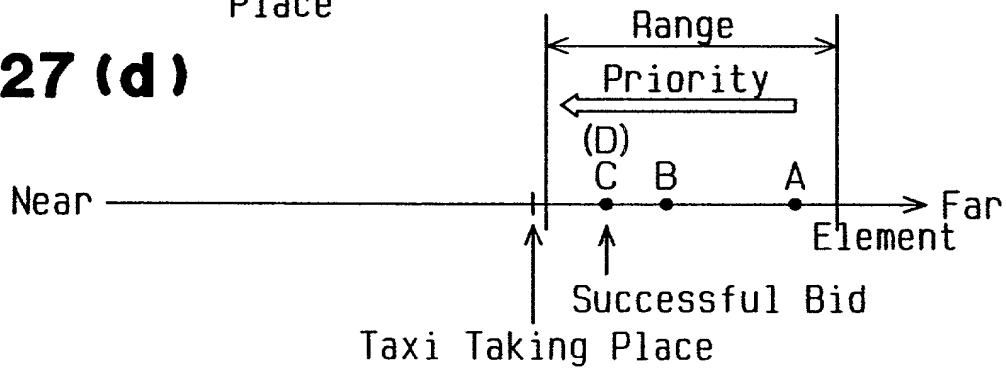 Place
Range
27 (d)
Priority
(D)
C B A
Near
Far
Element
Successful Bid
Taxi Taking Place